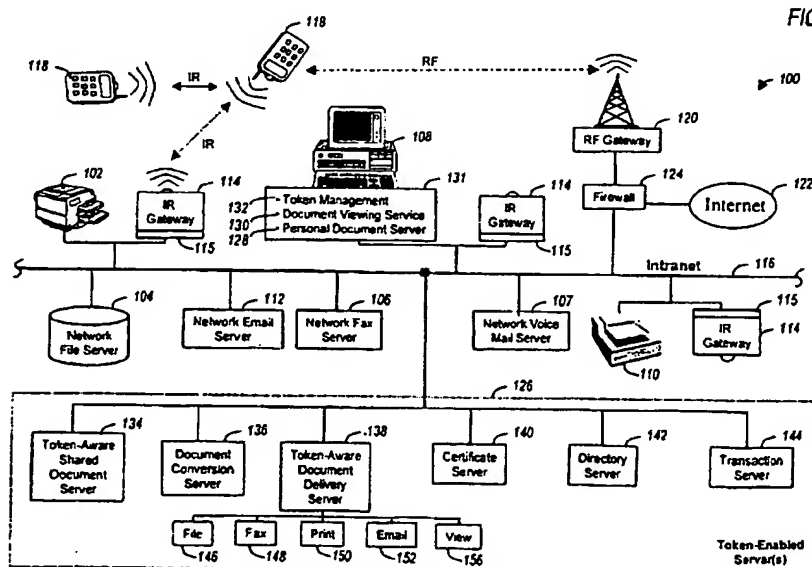 FIG
118
118
IR
RF
100
IR
120
RF Gateway
102
114
108
131
IR Gateway
115
132
Token Management
130
Document Viewing Service
128
Personal Document Server
114
IR Gateway
115
124
Firewall
Internet
122
Intranet
116
104
Network File Server
112
Network Email Server
106
Network Fax Server
107
Network Voice Mail Server
110
115
IR Gateway
114
126
134
Token-Aware Shared Document Server
136
Document Conversion Server
138
Token-Aware Document Delivery Server
140
Certificate Server
142
Directory Server
144
Transaction Server
File
146
Fax
148
Print
150
Email
152
View
156
Token-Enabled Server(s)